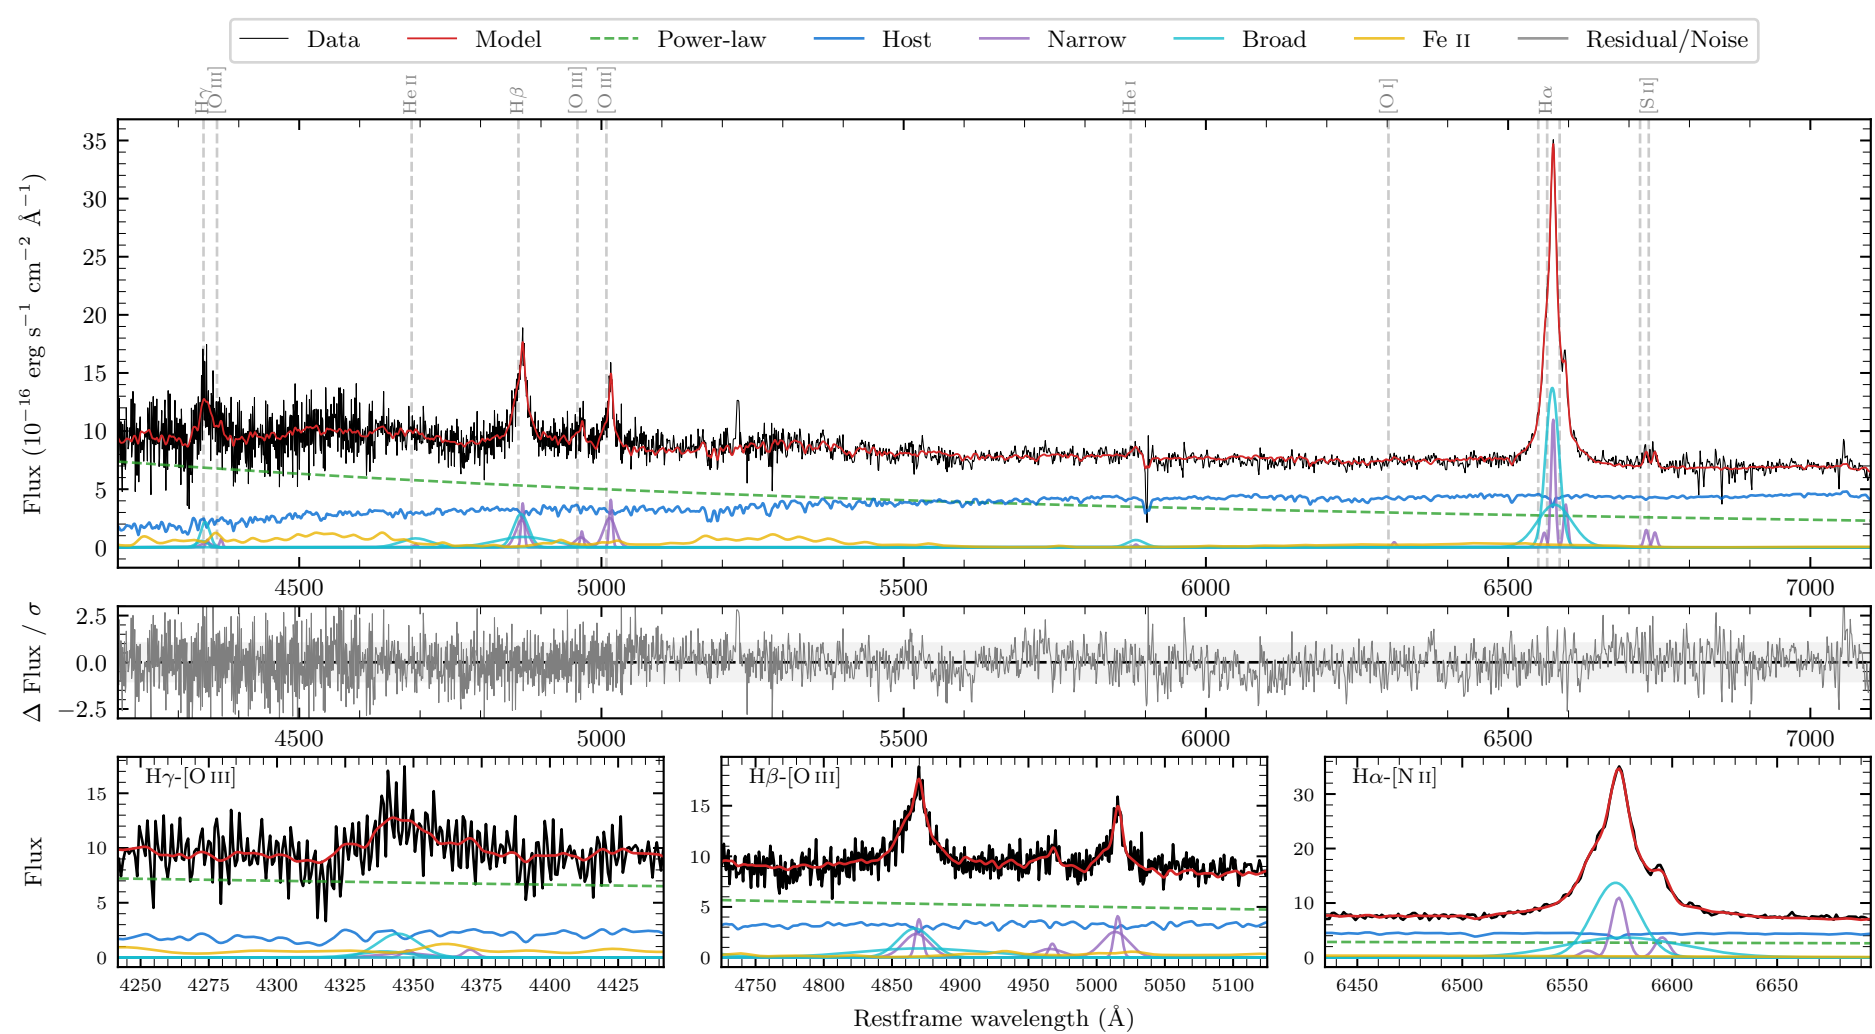 Data Model Power-law Host Narrow Broad Fe II Residual/Noise
Hγ [O III] He II Hβ [O III] [O III] He I [O I] Hα [S II]
Flux (10⁻¹⁶ erg s⁻¹ cm⁻² Å⁻¹)
35
30
25
20
15
10
5
0
4500 5000 5500 6000 6500 7000
Δ Flux / σ
2.5
0.0
−2.5
4500 5000 5500 6000 6500 7000
Flux
Hγ-[O III]
15
10
5
0
4250 4275 4300 4325 4350 4375 4400 4425
Hβ-[O III]
15
10
5
0
4750 4800 4850 4900 4950 5000 5050 5100
Hα-[N II]
30
20
10
0
6450 6500 6550 6600 6650
Restframe wavelength (Å)